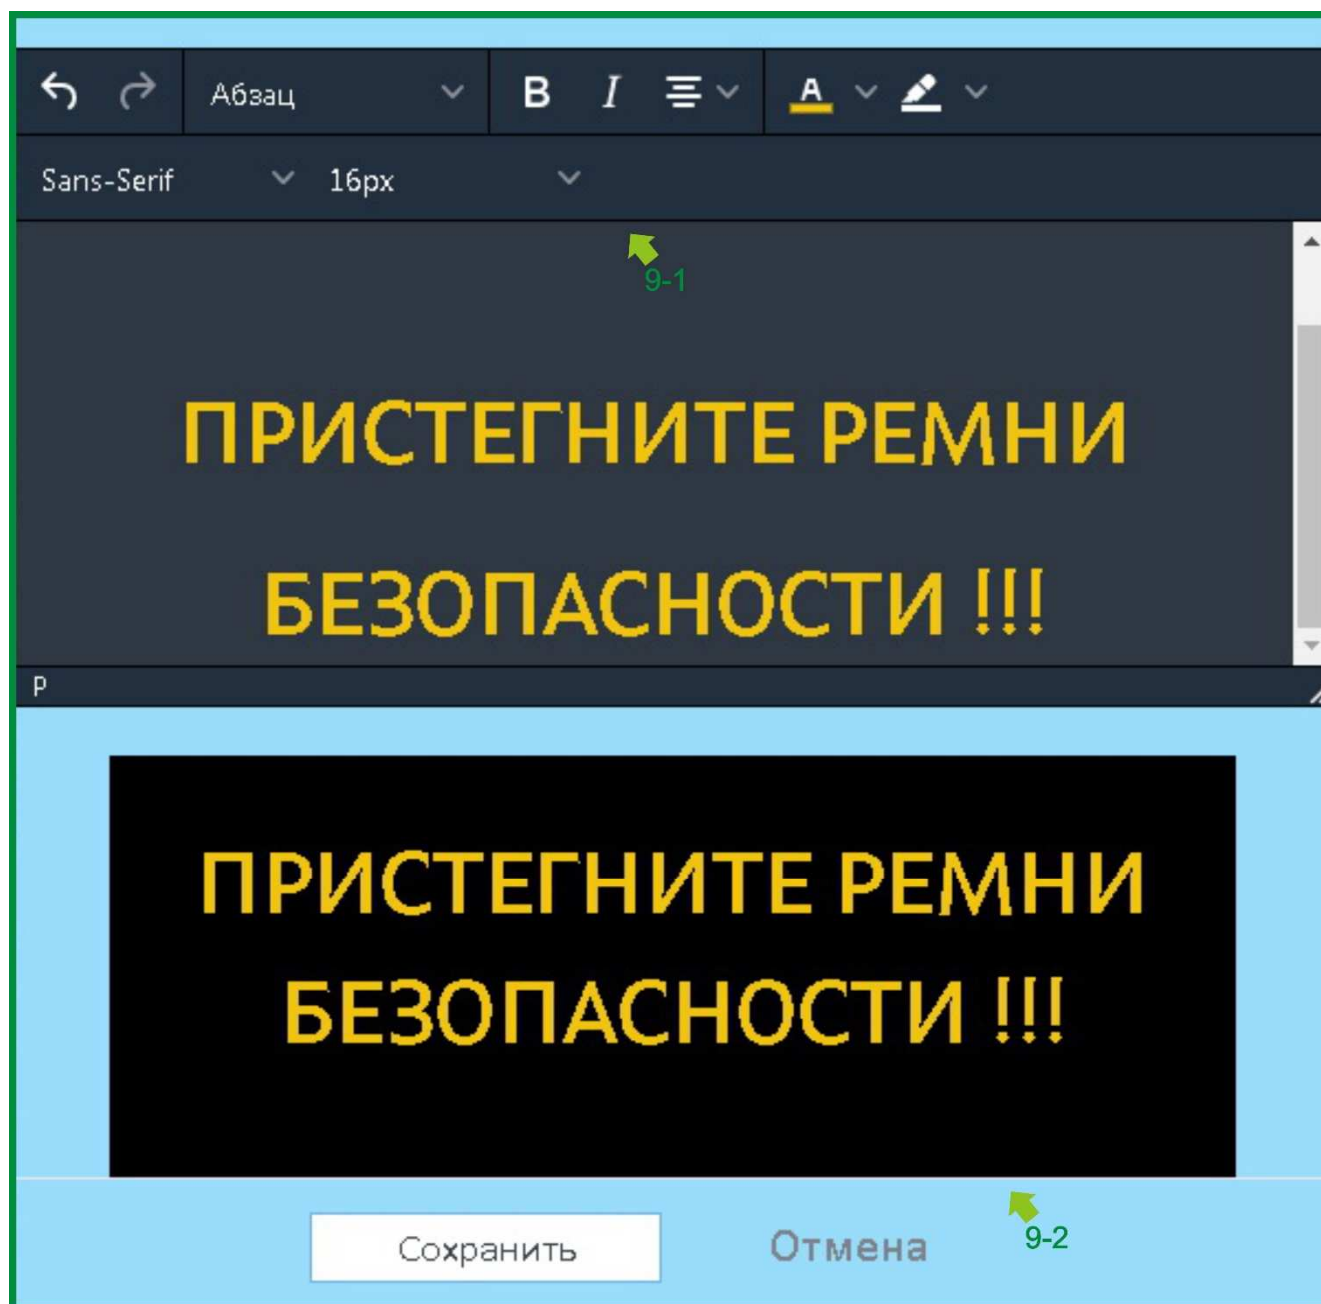 Абзац B I A
Sans-Serif 16px
9-1
ПРИСТЕГНИТЕ РЕМНИ
БЕЗОПАСНОСТИ !!!
P
ПРИСТЕГНИТЕ РЕМНИ
БЕЗОПАСНОСТИ !!!
Сохранить Отмена 9-2